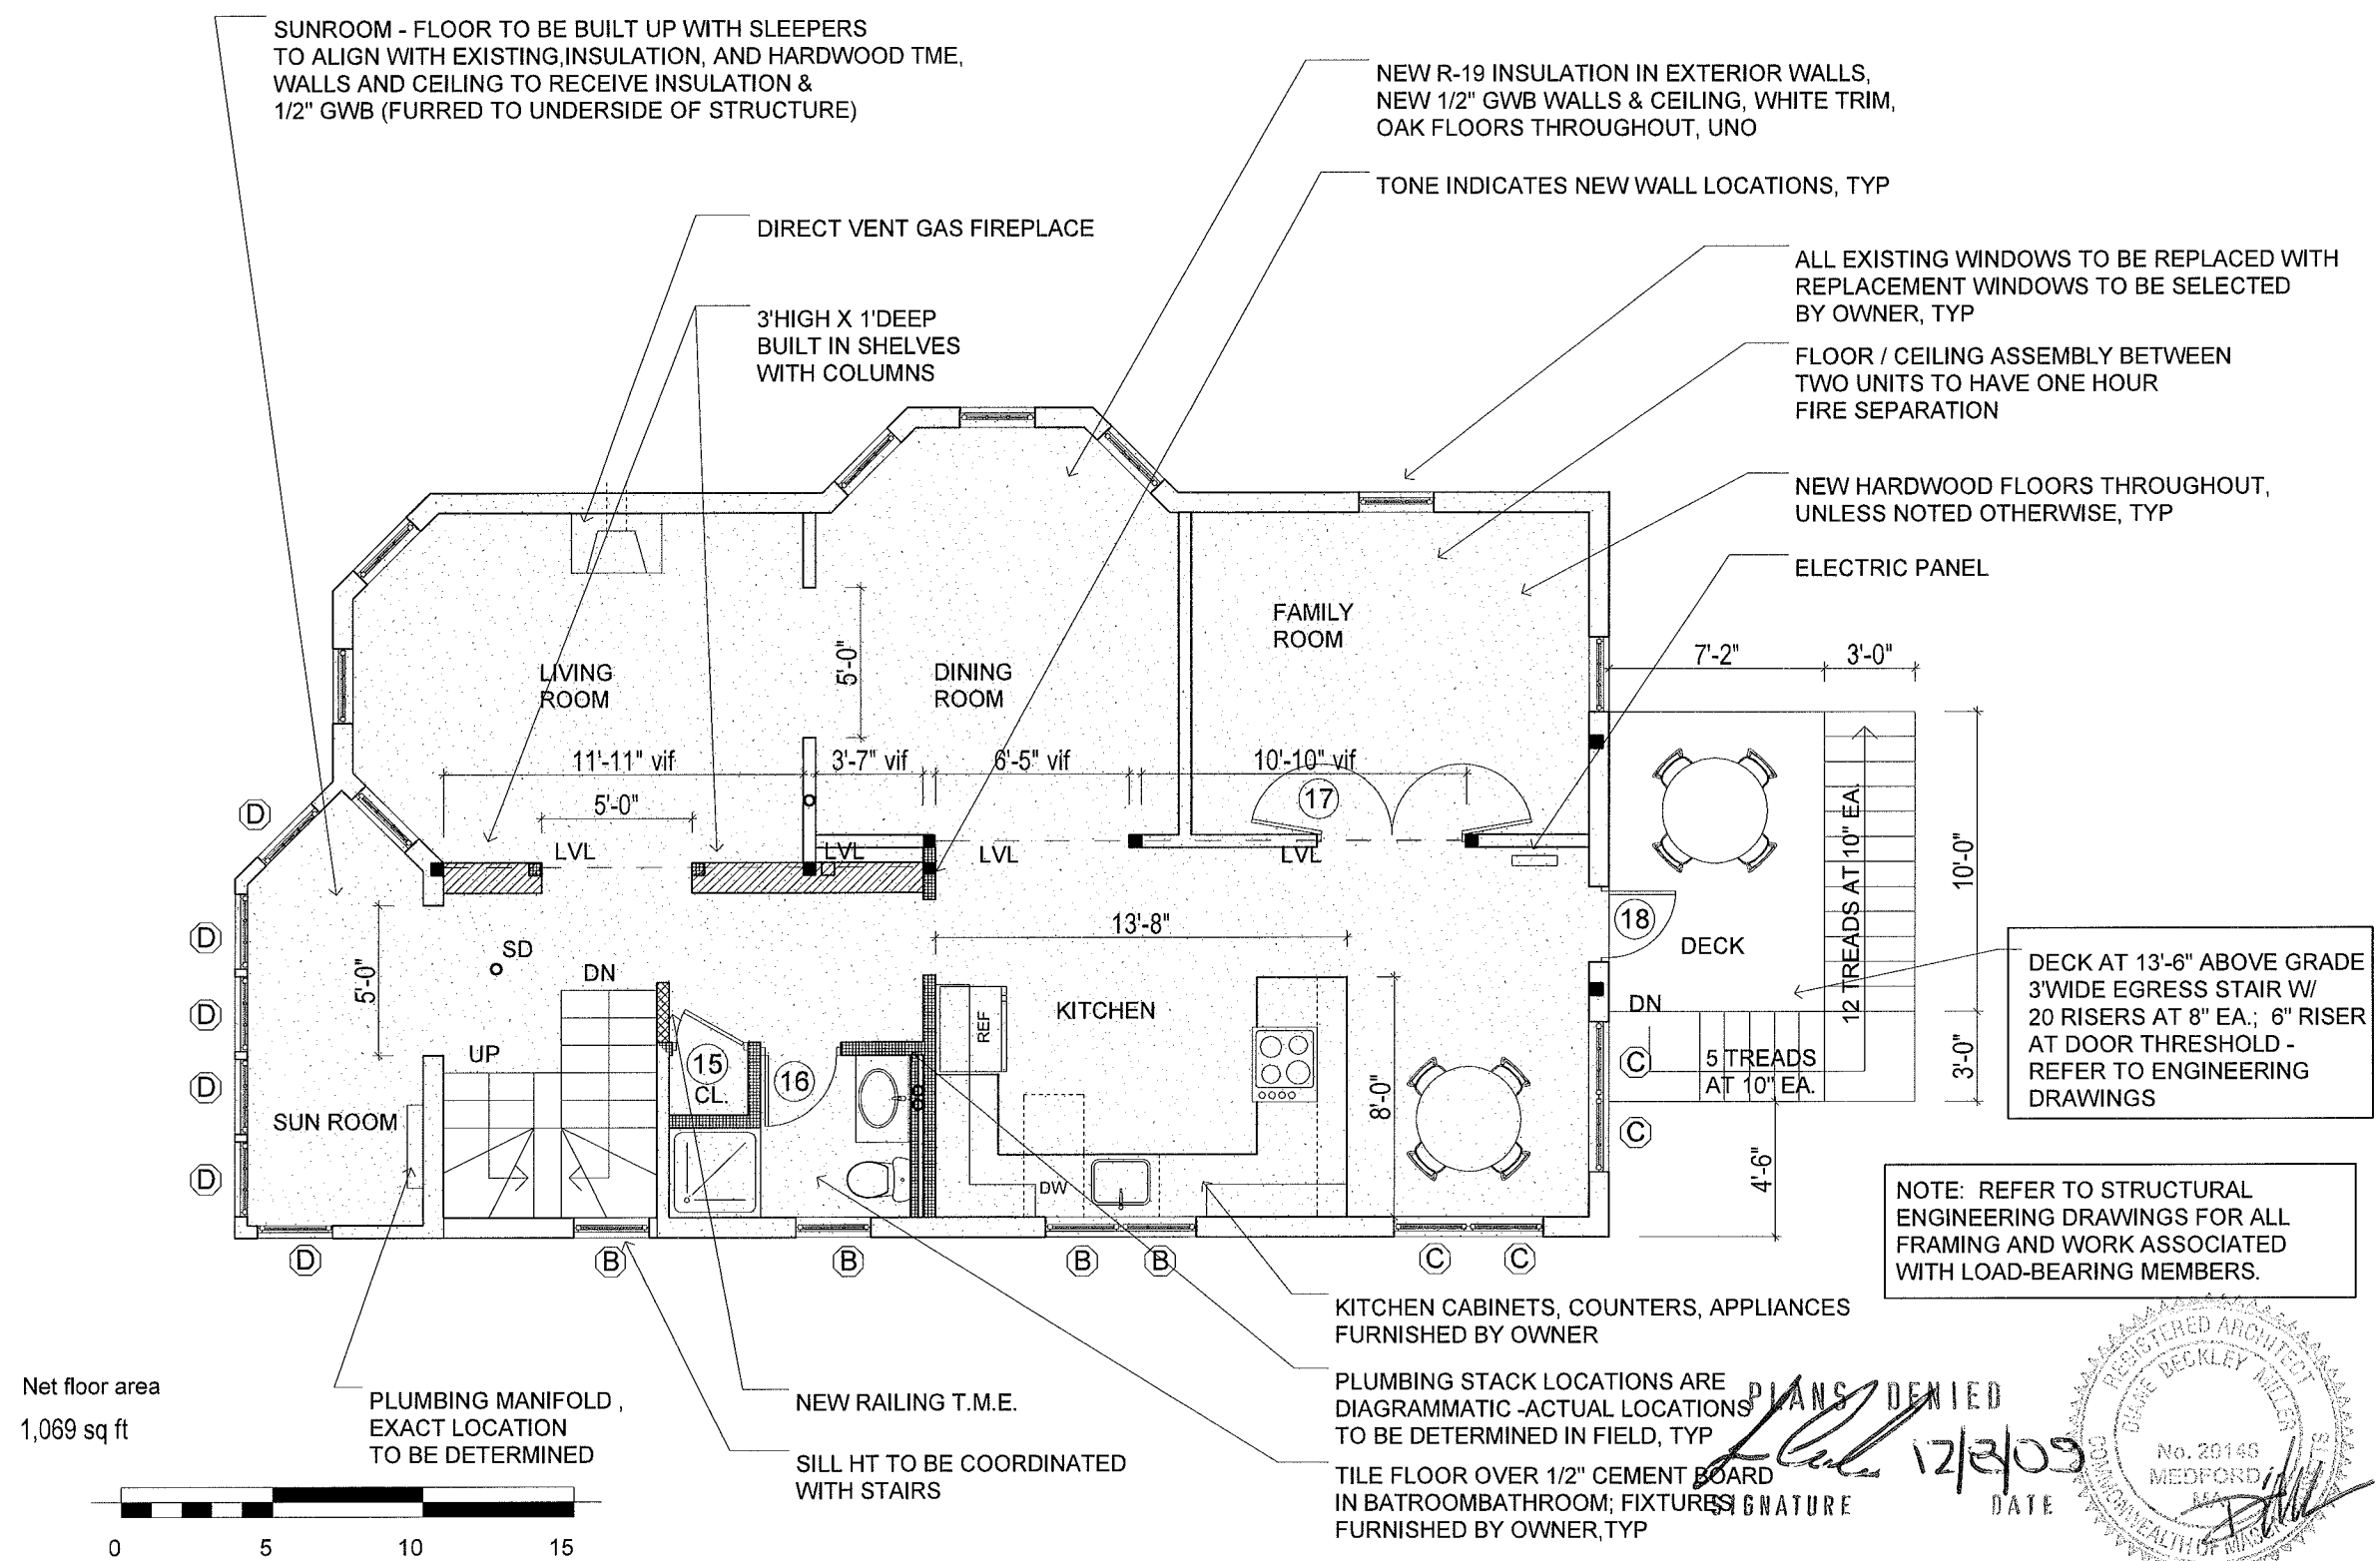 SUNROOM - FLOOR TO BE BUILT UP WITH SLEEPERS
TO ALIGN WITH EXISTING,INSULATION, AND HARDWOOD TME,
WALLS AND CEILING TO RECEIVE INSULATION &
1/2" GWB (FURRED TO UNDERSIDE OF STRUCTURE)
NEW R-19 INSULATION IN EXTERIOR WALLS,
NEW 1/2" GWB WALLS & CEILING, WHITE TRIM,
OAK FLOORS THROUGHOUT, UNO
TONE INDICATES NEW WALL LOCATIONS, TYP
DIRECT VENT GAS FIREPLACE
3'HIGH X 1'DEEP
BUILT IN SHELVES
WITH COLUMNS
ALL EXISTING WINDOWS TO BE REPLACED WITH
REPLACEMENT WINDOWS TO BE SELECTED
BY OWNER, TYP
FLOOR / CEILING ASSEMBLY BETWEEN
TWO UNITS TO HAVE ONE HOUR
FIRE SEPARATION
NEW HARDWOOD FLOORS THROUGHOUT,
UNLESS NOTED OTHERWISE, TYP
ELECTRIC PANEL
LIVING
ROOM
5'-0"
DINING
ROOM
FAMILY
ROOM
7'-2"
3'-0"
11'-11" vif
3'-7" vif
6'-5" vif
10'-10" vif
5'-0"
17
D
LVL
LVL
LVL
LVL
12 TREADS AT 10" EA.
10'-0"
D
SD
13'-8"
18
DECK
5'-0"
DN
D
KITCHEN
REF
DN
UP
15
CL.
16
D
8'-0"
C
5 TREADS
AT 10" EA.
3'-0"
SUN ROOM
C
D
DW
4'-6"
D
B
B
B
B
C
C
DECK AT 13'-6" ABOVE GRADE
3'WIDE EGRESS STAIR W/
20 RISERS AT 8" EA.; 6" RISER
AT DOOR THRESHOLD -
REFER TO ENGINEERING
DRAWINGS
NOTE: REFER TO STRUCTURAL
ENGINEERING DRAWINGS FOR ALL
FRAMING AND WORK ASSOCIATED
WITH LOAD-BEARING MEMBERS.
KITCHEN CABINETS, COUNTERS, APPLIANCES
FURNISHED BY OWNER
PLUMBING STACK LOCATIONS ARE
DIAGRAMMATIC -ACTUAL LOCATIONS
TO BE DETERMINED IN FIELD, TYP
TILE FLOOR OVER 1/2" CEMENT BOARD
IN BATROOMBATHROOM; FIXTURES
FURNISHED BY OWNER,TYP
NEW RAILING T.M.E.
SILL HT TO BE COORDINATED
WITH STAIRS
PLUMBING MANIFOLD ,
EXACT LOCATION
TO BE DETERMINED
Net floor area
1,069 sq ft
0 5 10 15
PLANS DENIED
12/8/09
SIGNATURE
DATE
REGISTERED ARCHITECT
DIANE BECKLEY MILLER
No. 20146
MEDFORD
MA
COMMONWEALTH OF